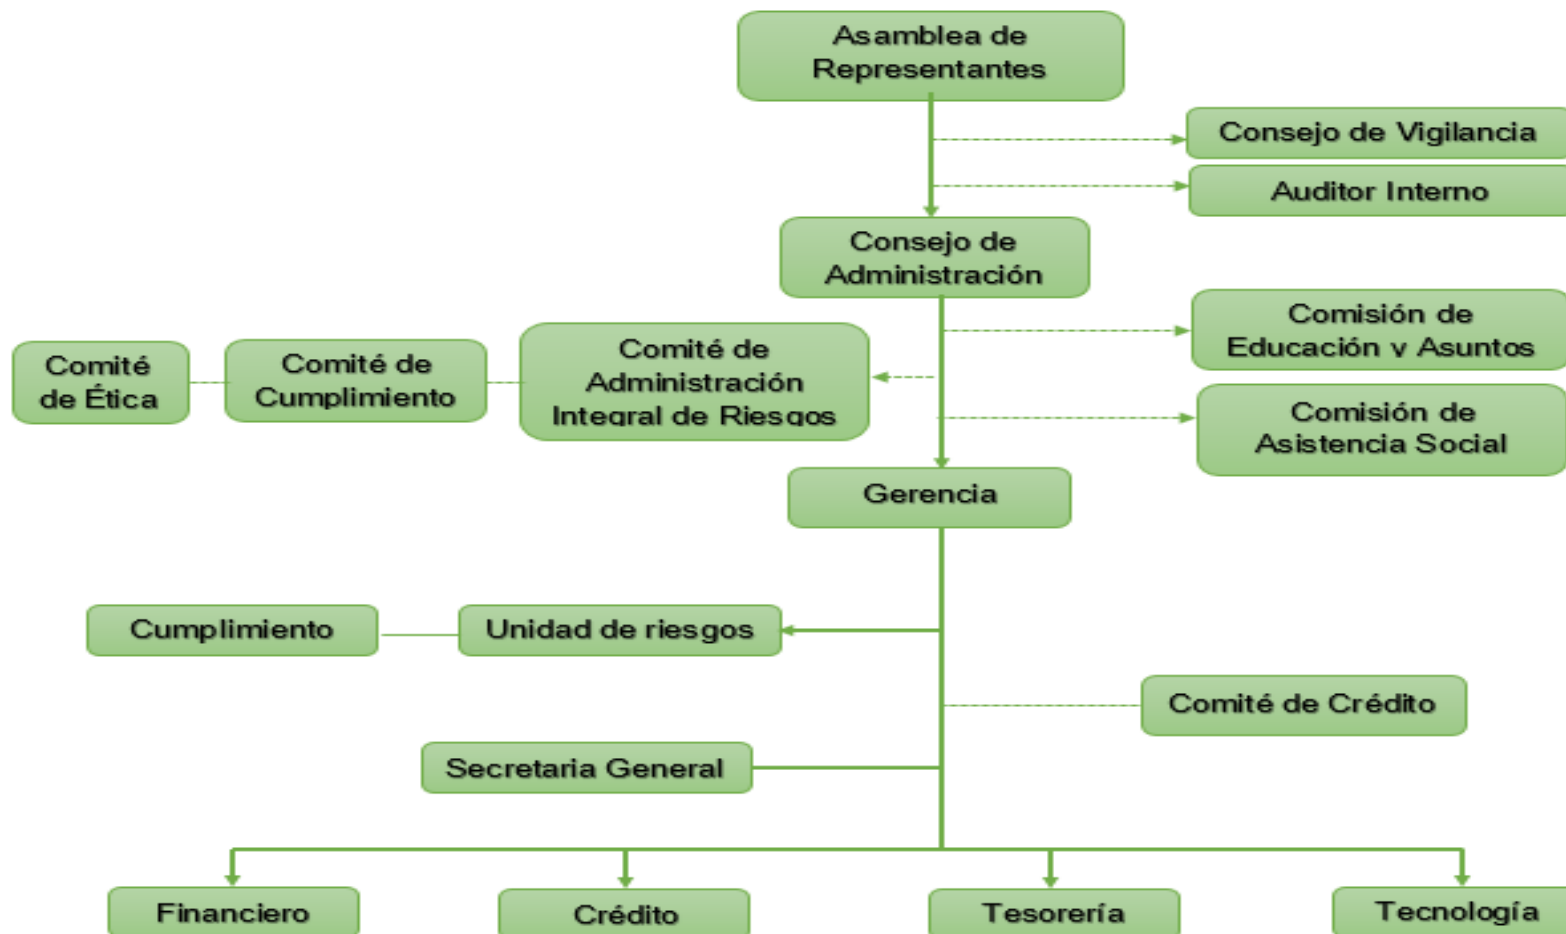 Asamblea de
Representantes
Consejo de Vigilancia
Auditor Interno
Consejo de
Administración
Comisión de
Educación y Asuntos
Comité de
Administración
Integral de Riesgos
Comité de
Cumplimiento
Comité
de Ética
Comisión de
Asistencia Social
Gerencia
Cumplimiento
Unidad de riesgos
Comité de Crédito
Secretaria General
Financiero
Crédito
Tesorería
Tecnología